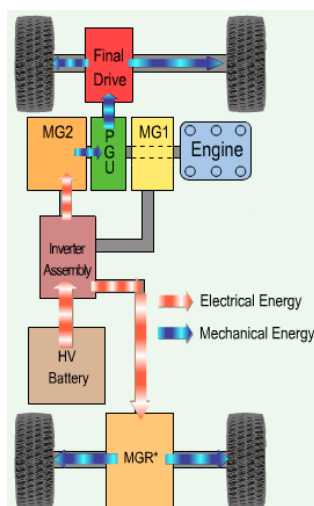 Final
Drive
MG2
P
G
U
MG1
Engine
Inverter
Assembly
Electrical Energy
Mechanical Energy
HV
Battery
MGR*